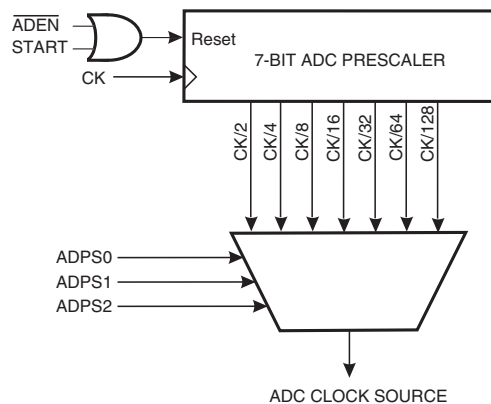 ADEN
START
Reset
7-BIT ADC PRESCALER
CK
CK/2
CK/4
CK/8
CK/16
CK/32
CK/64
CK/128
ADPS0
ADPS1
ADPS2
ADC CLOCK SOURCE